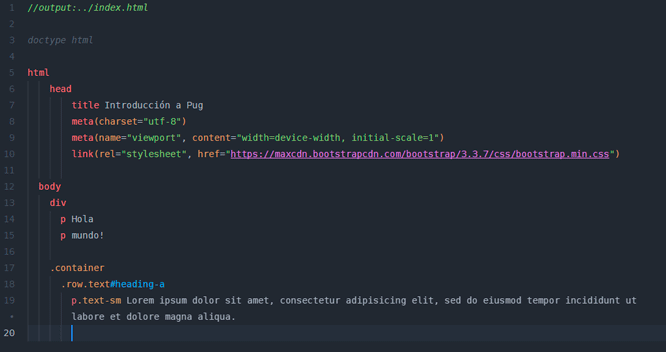 1 //output:../index.html
2
3 doctype html
4
5 html
6 head
7 title Introducción a Pug
8 meta(charset="utf-8")
9 meta(name="viewport", content="width=device-width, initial-scale=1")
10 link(rel="stylesheet", href="https://maxcdn.bootstrapcdn.com/bootstrap/3.3.7/css/bootstrap.min.css")
11
12 body
13 div
14 p Hola
15 p mundo!
16
17 .container
18 .row.text#heading-a
19 p.text-sm Lorem ipsum dolor sit amet, consectetur adipisicing elit, sed do eiusmod tempor incididunt ut
• labore et dolore magna aliqua.
20